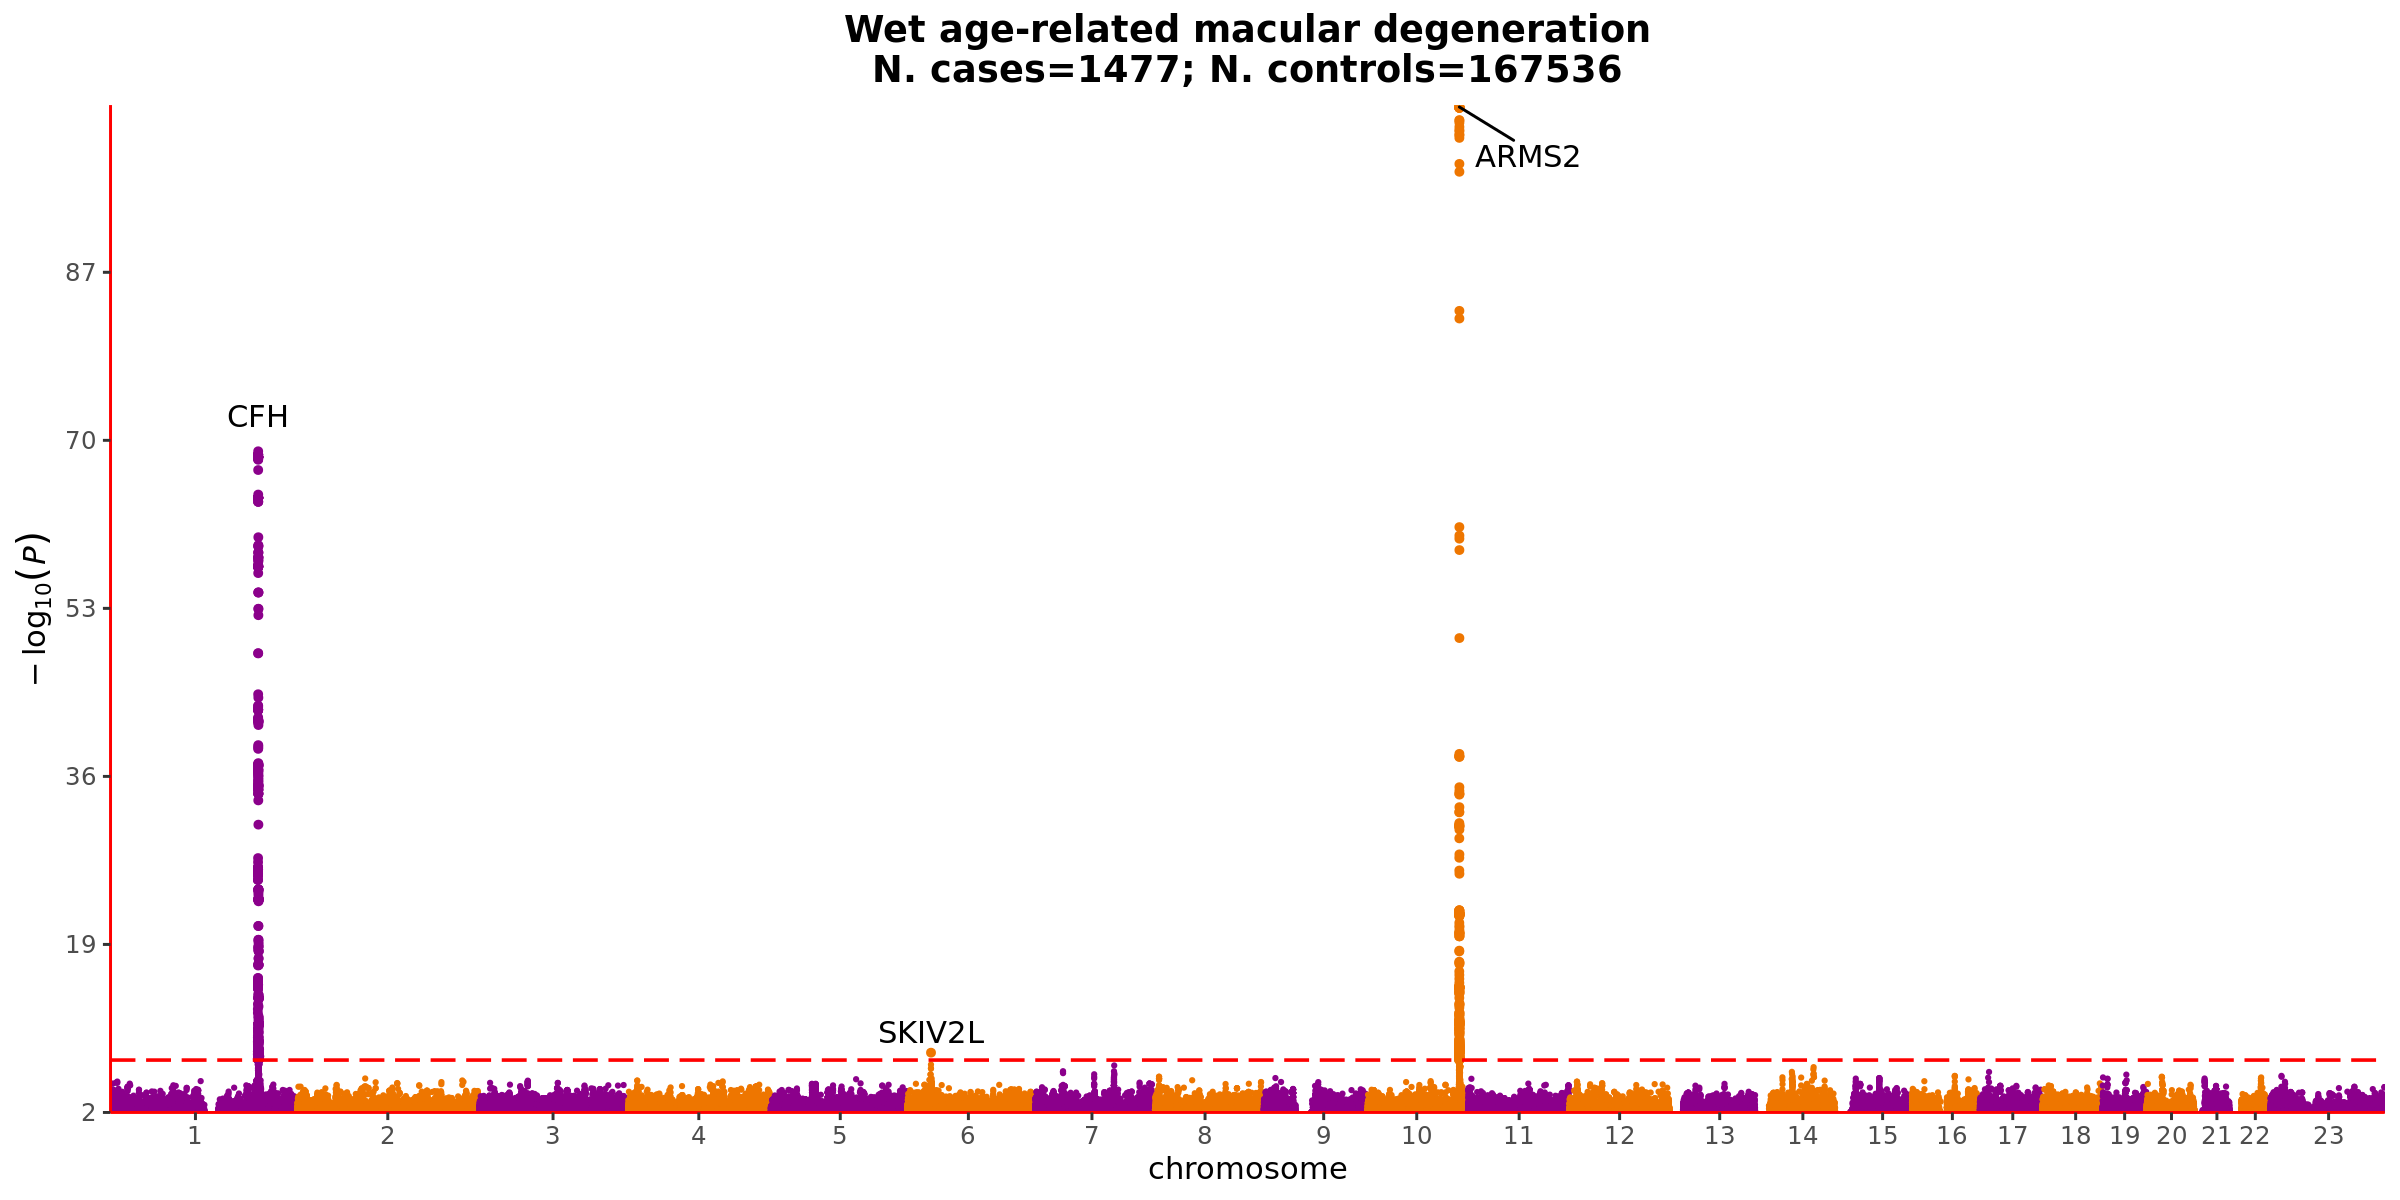 Wet age-related macular degeneration
N. cases=1477; N. controls=167536
ARMS2
CFH
SKIV2L
87
70
53
36
19
2
−log10(P)
1 2 3 4 5 6 7 8 9 10 11 12 13 14 15 16 17 18 19 20 21 22 23
chromosome